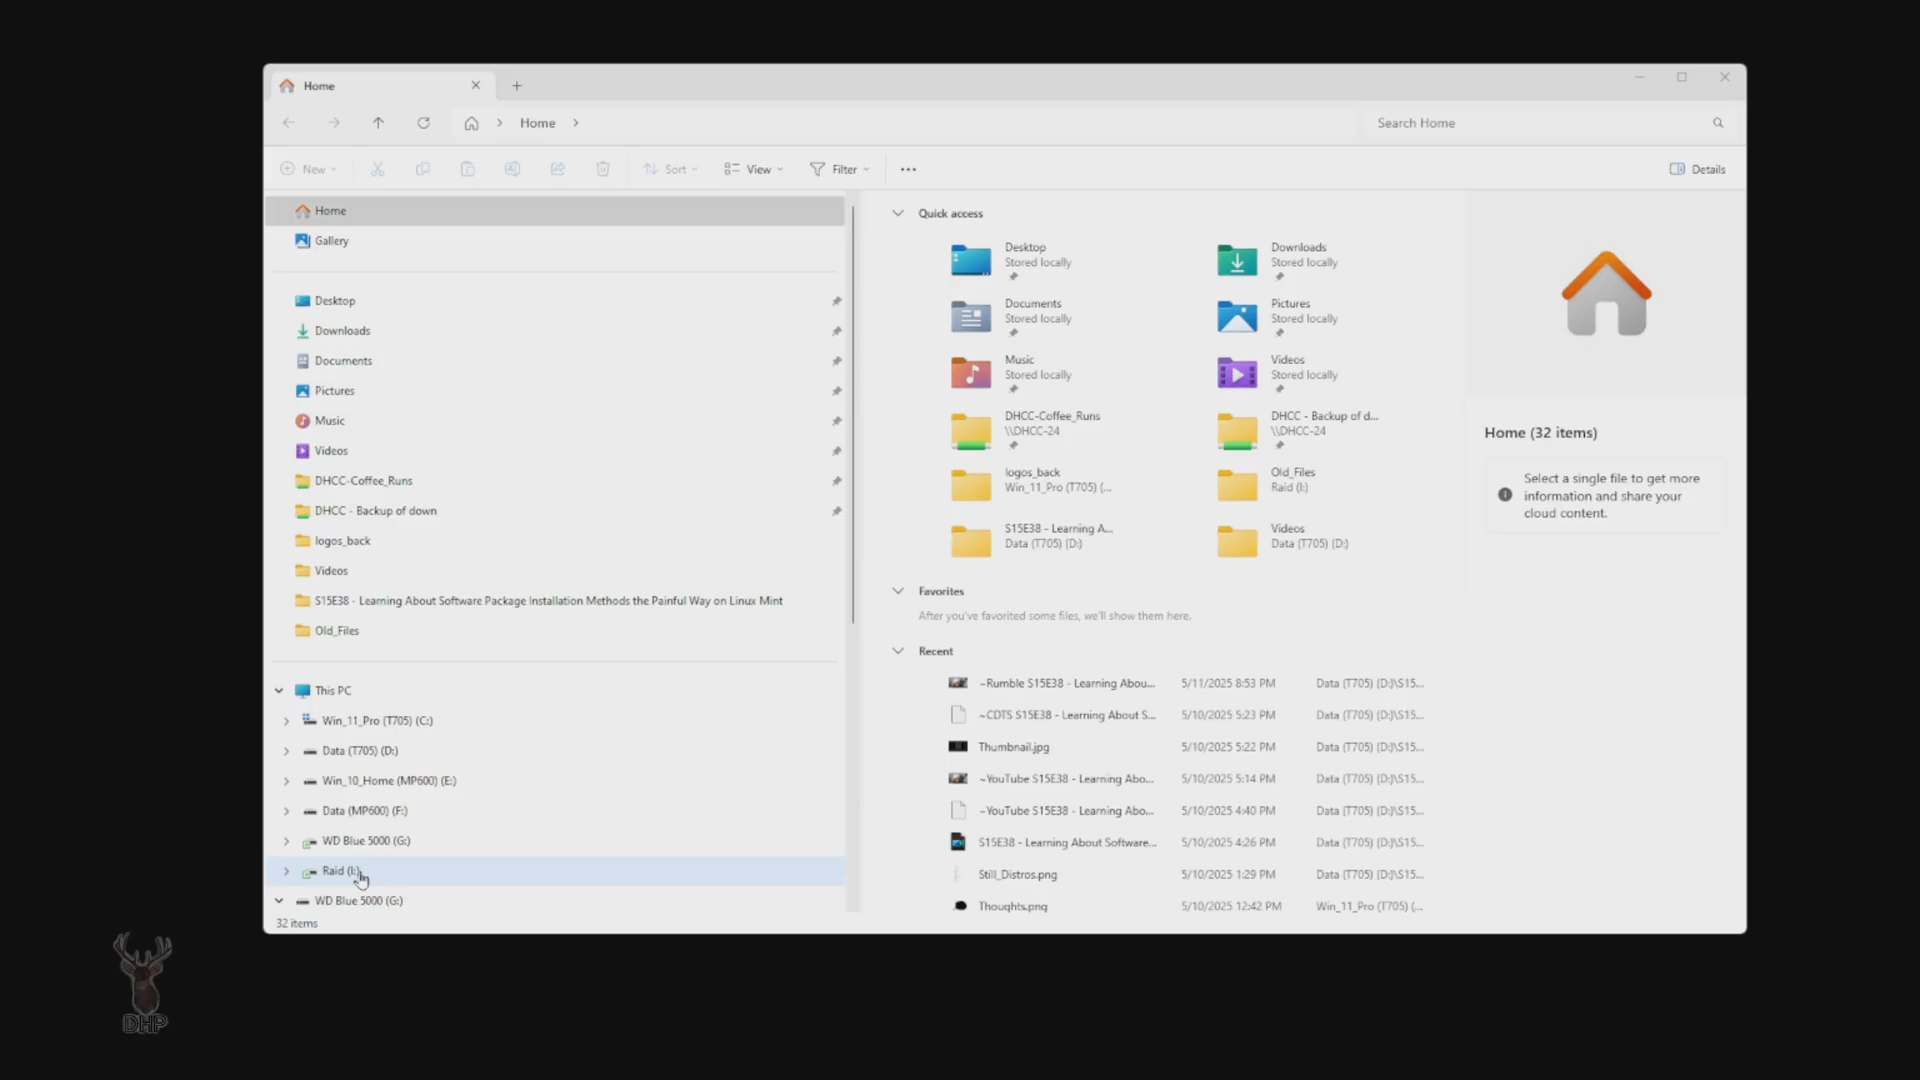 Home
Home
Search Home
New
Sort
View
Filter
Details
Home
Gallery
Desktop
Downloads
Documents
Pictures
Music
Videos
DHCC-Coffee_Runs
DHCC - Backup of down
logos_back
Videos
S15E38 - Learning About Software Package Installation Methods the Painful Way on Linux Mint
Old_Files
This PC
Win_11_Pro (T705) (C:)
Data (T705) (D:)
Win_10_Home (MP600) (E:)
Data (MP600) (F:)
WD Blue 5000 (G:)
Raid (I:)
WD Blue 5000 (G:)
32 items
Quick access
Desktop
Stored locally
Downloads
Stored locally
Documents
Stored locally
Pictures
Stored locally
Music
Stored locally
Videos
Stored locally
DHCC-Coffee_Runs
\\DHCC-24
DHCC - Backup of d...
\\DHCC-24
logos_back
Win_11_Pro (T705) (...
Old_Files
Raid (I:)
S15E38 - Learning A...
Data (T705) (D:)
Videos
Data (T705) (D:)
Favorites
After you've favorited some files, we'll show them here.
Recent
~Rumble S15E38 - Learning Abou... 5/11/2025 8:53 PM Data (T705) (D:)\S15...
~CDTS S15E38 - Learning About S... 5/10/2025 5:23 PM Data (T705) (D:)\S15...
Thumbnail.jpg 5/10/2025 5:22 PM Data (T705) (D:)\S15...
~YouTube S15E38 - Learning Abo... 5/10/2025 5:14 PM Data (T705) (D:)\S15...
~YouTube S15E38 - Learning Abo... 5/10/2025 4:40 PM Data (T705) (D:)\S15...
S15E38 - Learning About Software... 5/10/2025 4:26 PM Data (T705) (D:)\S15...
Still_Distros.png 5/10/2025 1:29 PM Data (T705) (D:)\S15...
Thoughts.png 5/10/2025 12:42 PM Win_11_Pro (T705) (...
Home (32 items)
Select a single file to get more
information and share your
cloud content.
DHP